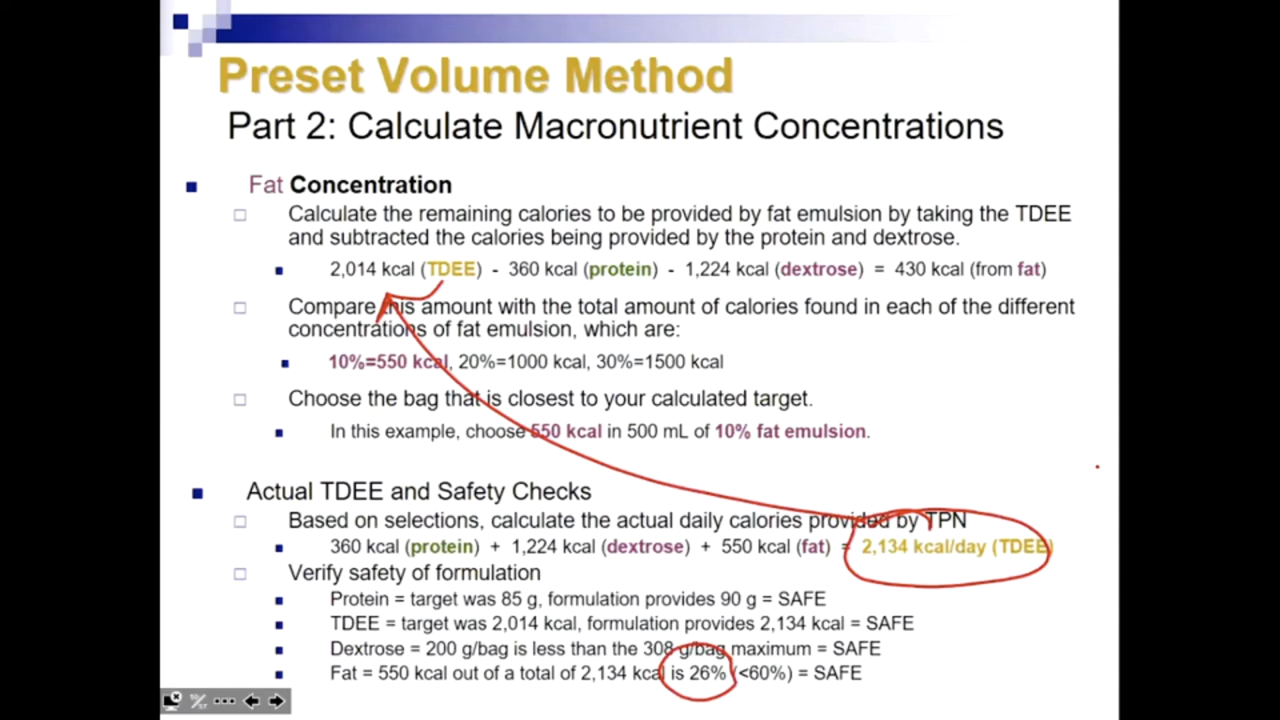 Preset Volume Method
Part 2: Calculate Macronutrient Concentrations
Fat Concentration
Calculate the remaining calories to be provided by fat emulsion by taking the TDEE
and subtracted the calories being provided by the protein and dextrose.
2,014 kcal (TDEE) - 360 kcal (protein) - 1,224 kcal (dextrose) = 430 kcal (from fat)
Compare this amount with the total amount of calories found in each of the different
concentrations of fat emulsion, which are:
10%=550 kcal, 20%=1000 kcal, 30%=1500 kcal
Choose the bag that is closest to your calculated target.
In this example, choose 550 kcal in 500 mL of 10% fat emulsion.
Actual TDEE and Safety Checks
Based on selections, calculate the actual daily calories provided by TPN
360 kcal (protein) + 1,224 kcal (dextrose) + 550 kcal (fat) = 2,134 kcal/day (TDEE)
Verify safety of formulation
Protein = target was 85 g, formulation provides 90 g = SAFE
TDEE = target was 2,014 kcal, formulation provides 2,134 kcal = SAFE
Dextrose = 200 g/bag is less than the 308 g/bag maximum = SAFE
Fat = 550 kcal out of a total of 2,134 kcal is 26% (<60%) = SAFE